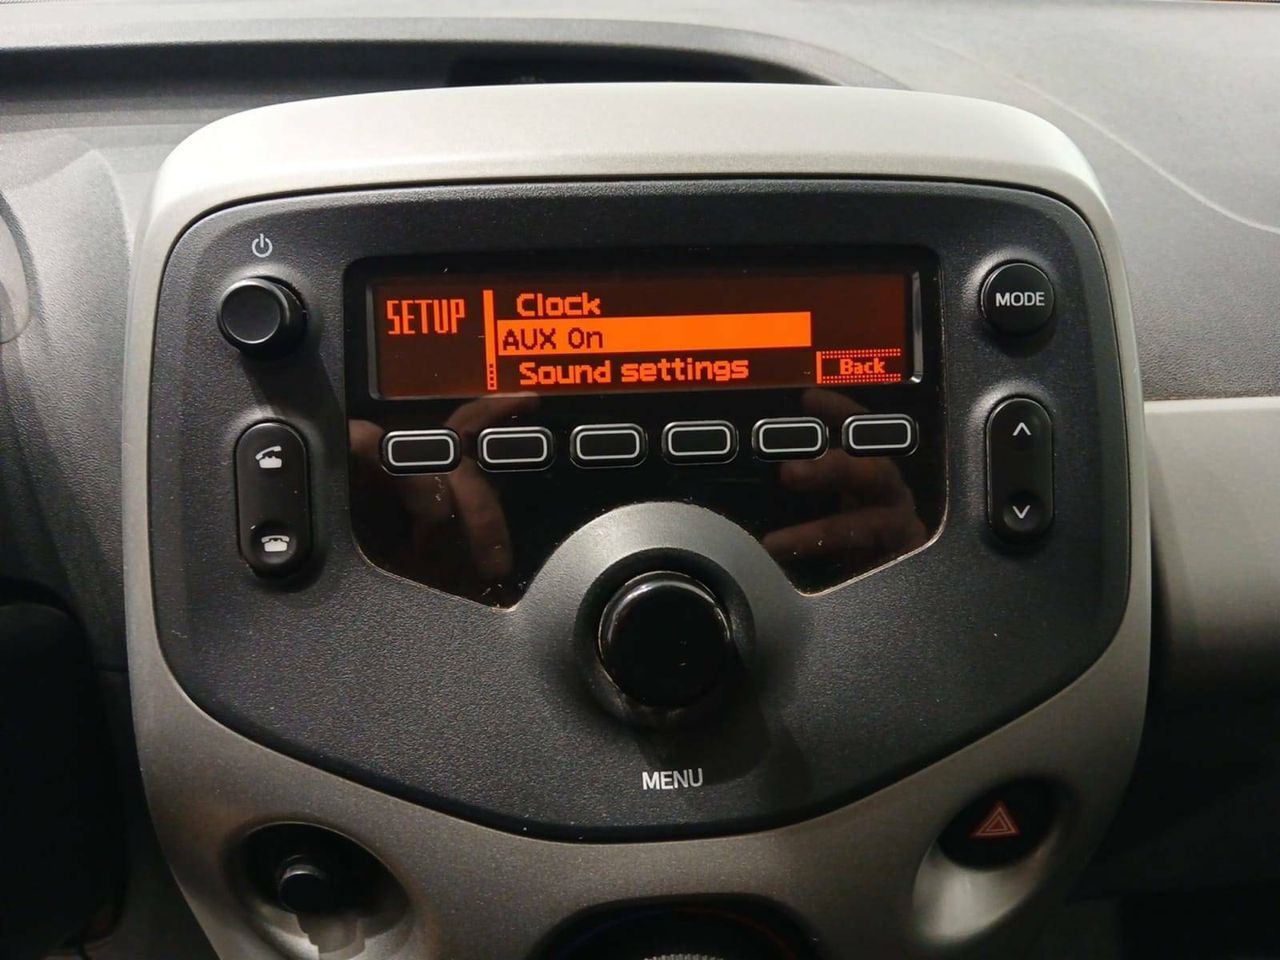 SETUP
Clock
AUX On
Sound settings
Back
MODE
MENU